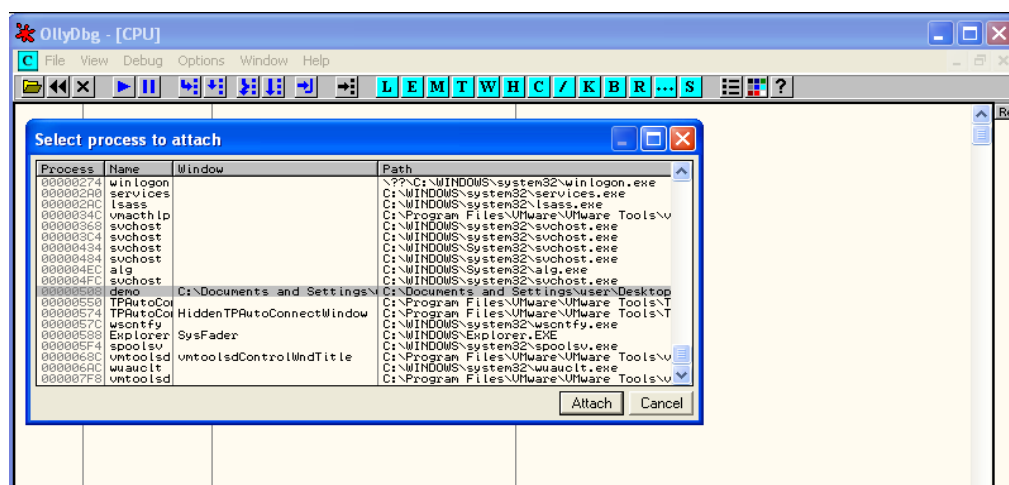 OllyDbg - [CPU]
C File View Debug Options Window Help
L E M T W H C / K B R ... S ?
Select process to attach
Process Name Window Path
00000274 winlogon \??\C:\WINDOWS\system32\winlogon.exe
000002A0 services C:\WINDOWS\system32\services.exe
000002AC lsass C:\WINDOWS\system32\lsass.exe
0000034C vmacthlp C:\Program Files\VMware\VMware Tools\v
00000368 svchost C:\WINDOWS\system32\svchost.exe
000003C4 svchost C:\WINDOWS\system32\svchost.exe
00000434 svchost C:\WINDOWS\System32\svchost.exe
00000484 svchost C:\WINDOWS\system32\svchost.exe
000004EC alg C:\WINDOWS\System32\alg.exe
000004FC svchost C:\WINDOWS\system32\svchost.exe
00000508 demo C:\Documents and Settings\ C:\Documents and Settings\user\Desktop
00000550 TPAutoCo C:\Program Files\VMware\VMware Tools\T
00000574 TPAutoCo HiddenTPAutoConnectWindow C:\Program Files\VMware\VMware Tools\T
0000057C wscntfy C:\WINDOWS\system32\wscntfy.exe
00000588 Explorer SysFader C:\WINDOWS\Explorer.EXE
000005F4 spoolsv C:\WINDOWS\system32\spoolsv.exe
0000068C vmtoolsd vmtoolsdControlWndTitle C:\Program Files\VMware\VMware Tools\v
000006AC wuauclt C:\WINDOWS\system32\wuauclt.exe
000007F8 vmtoolsd C:\Program Files\VMware\VMware Tools\v
Attach Cancel